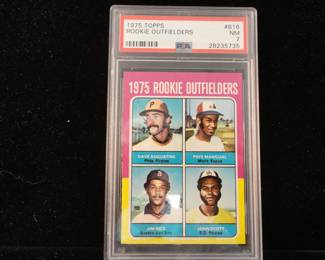 1975 TOPPS #616
ROOKIE OUTFIELDERS NM
PSA 7
28235735
1975 ROOKIE OUTFIELDERS
DAVE AUGUSTINE PEPE MANGUAL
JIM RICE JOHN SCOTT